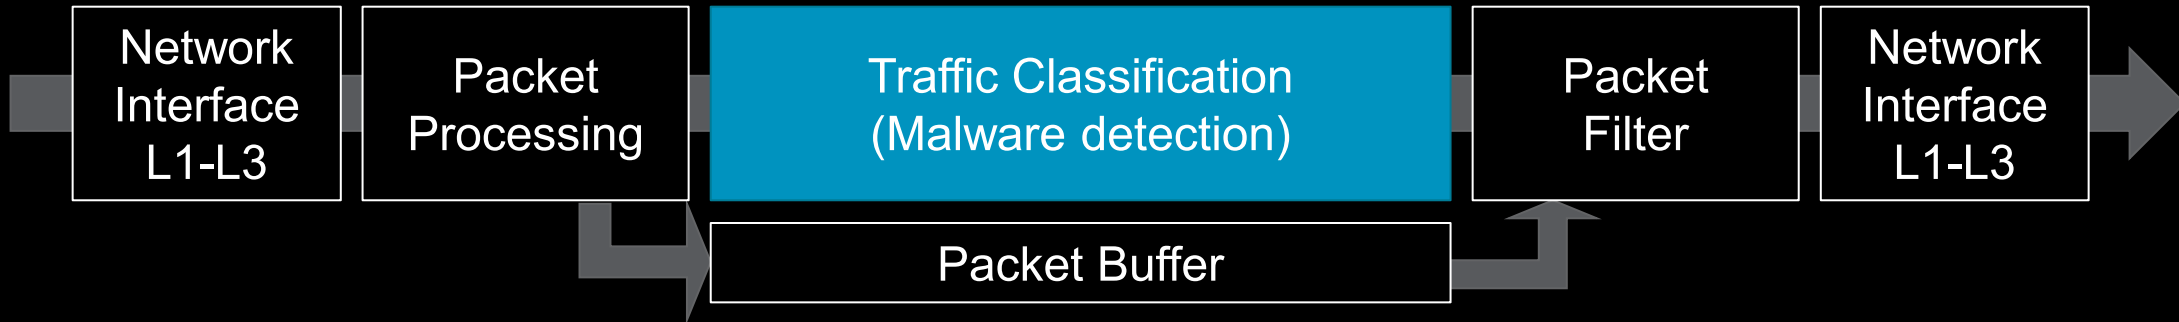 Network
Interface
L1-L3
Packet
Processing
Traffic Classification
(Malware detection)
Packet
Filter
Network
Interface
L1-L3
Packet Buffer